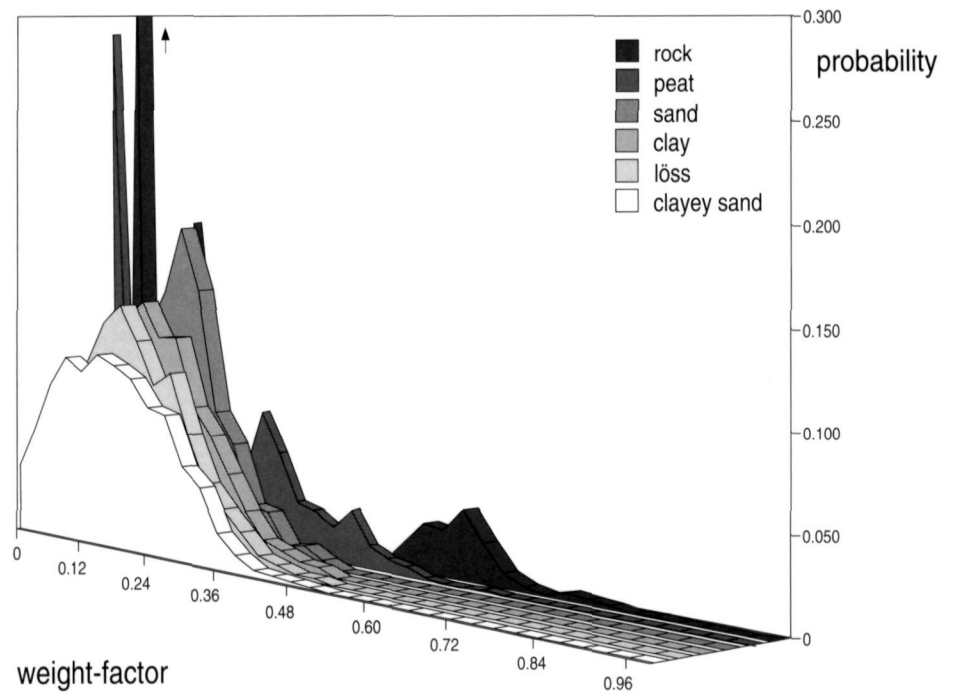 0.300
probability
rock
peat
sand
clay
löss
clayey sand
0.250
0.200
0.150
0.100
0.050
0
0
0.12
0.24
0.36
0.48
0.60
0.72
0.84
0.96
weight-factor